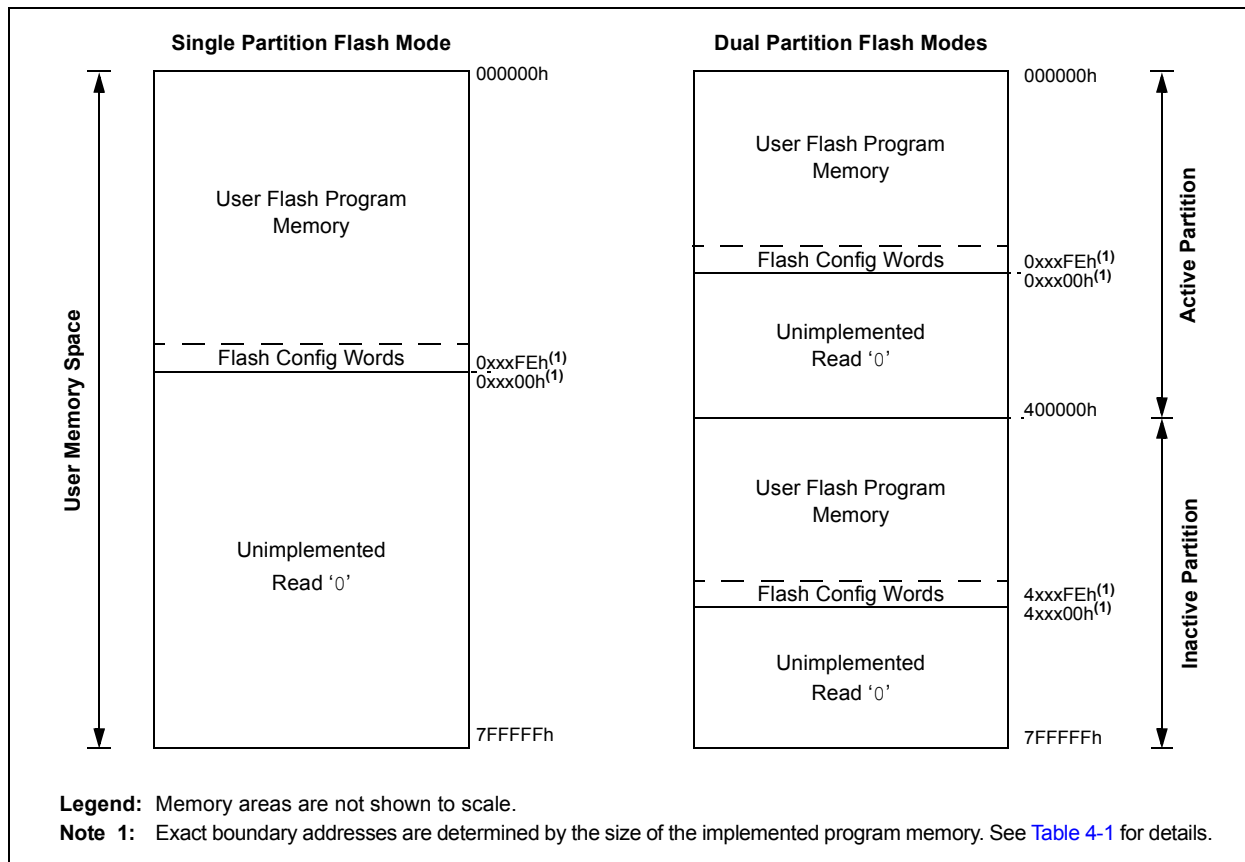 Single Partition Flash Mode
000000h
User Flash Program
Memory
Flash Config Words
0xxxFEh(1)
0xxx00h(1)
Unimplemented
Read ‘0’
7FFFFFh
User Memory Space
Dual Partition Flash Modes
000000h
User Flash Program
Memory
Flash Config Words
0xxxFEh(1)
0xxx00h(1)
Unimplemented
Read ‘0’
400000h
User Flash Program
Memory
Flash Config Words
4xxxFEh(1)
4xxx00h(1)
Unimplemented
Read ‘0’
7FFFFFh
Active Partition
Inactive Partition
Legend: Memory areas are not shown to scale.
Note 1: Exact boundary addresses are determined by the size of the implemented program memory. See Table 4-1 for details.